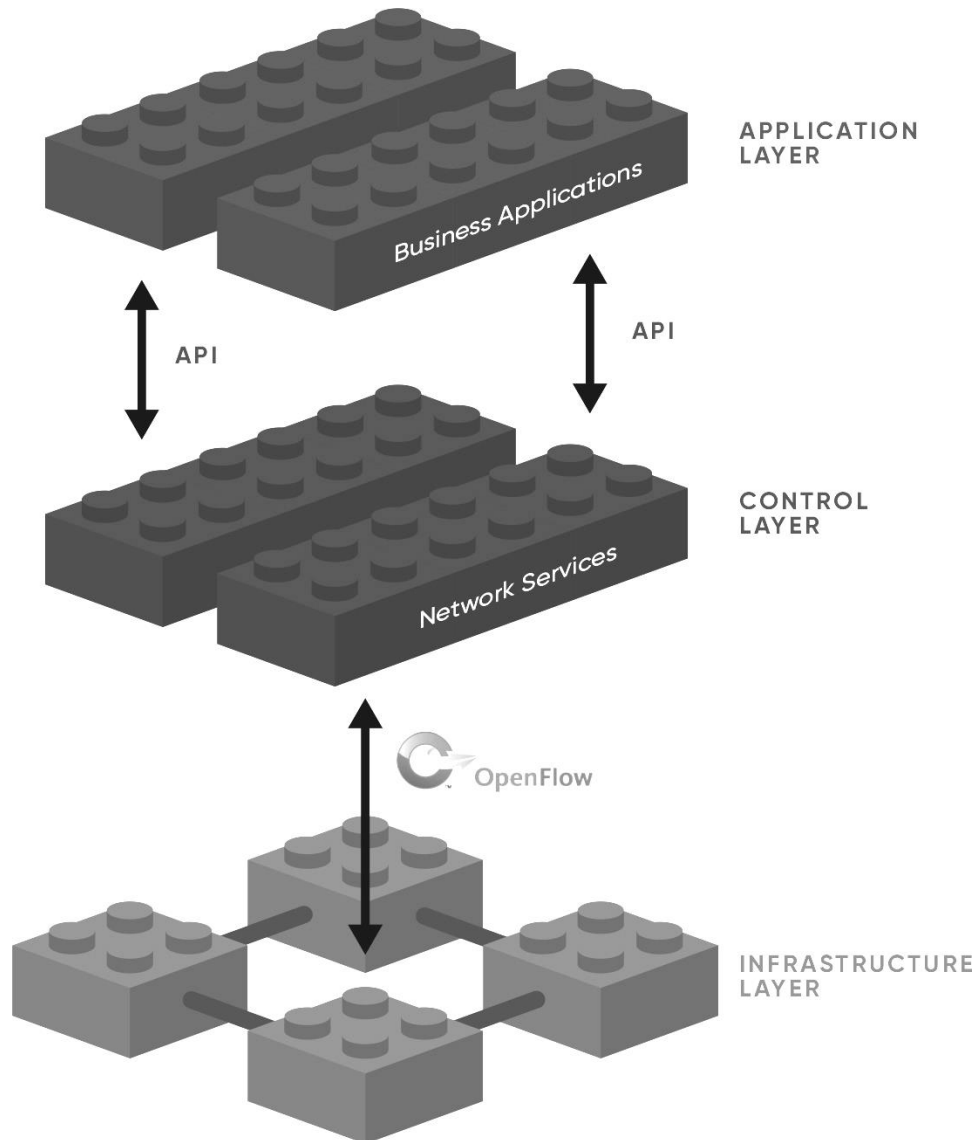 APPLICATION
LAYER
Business Applications
API
API
CONTROL
LAYER
Network Services
OpenFlow
INFRASTRUCTURE
LAYER